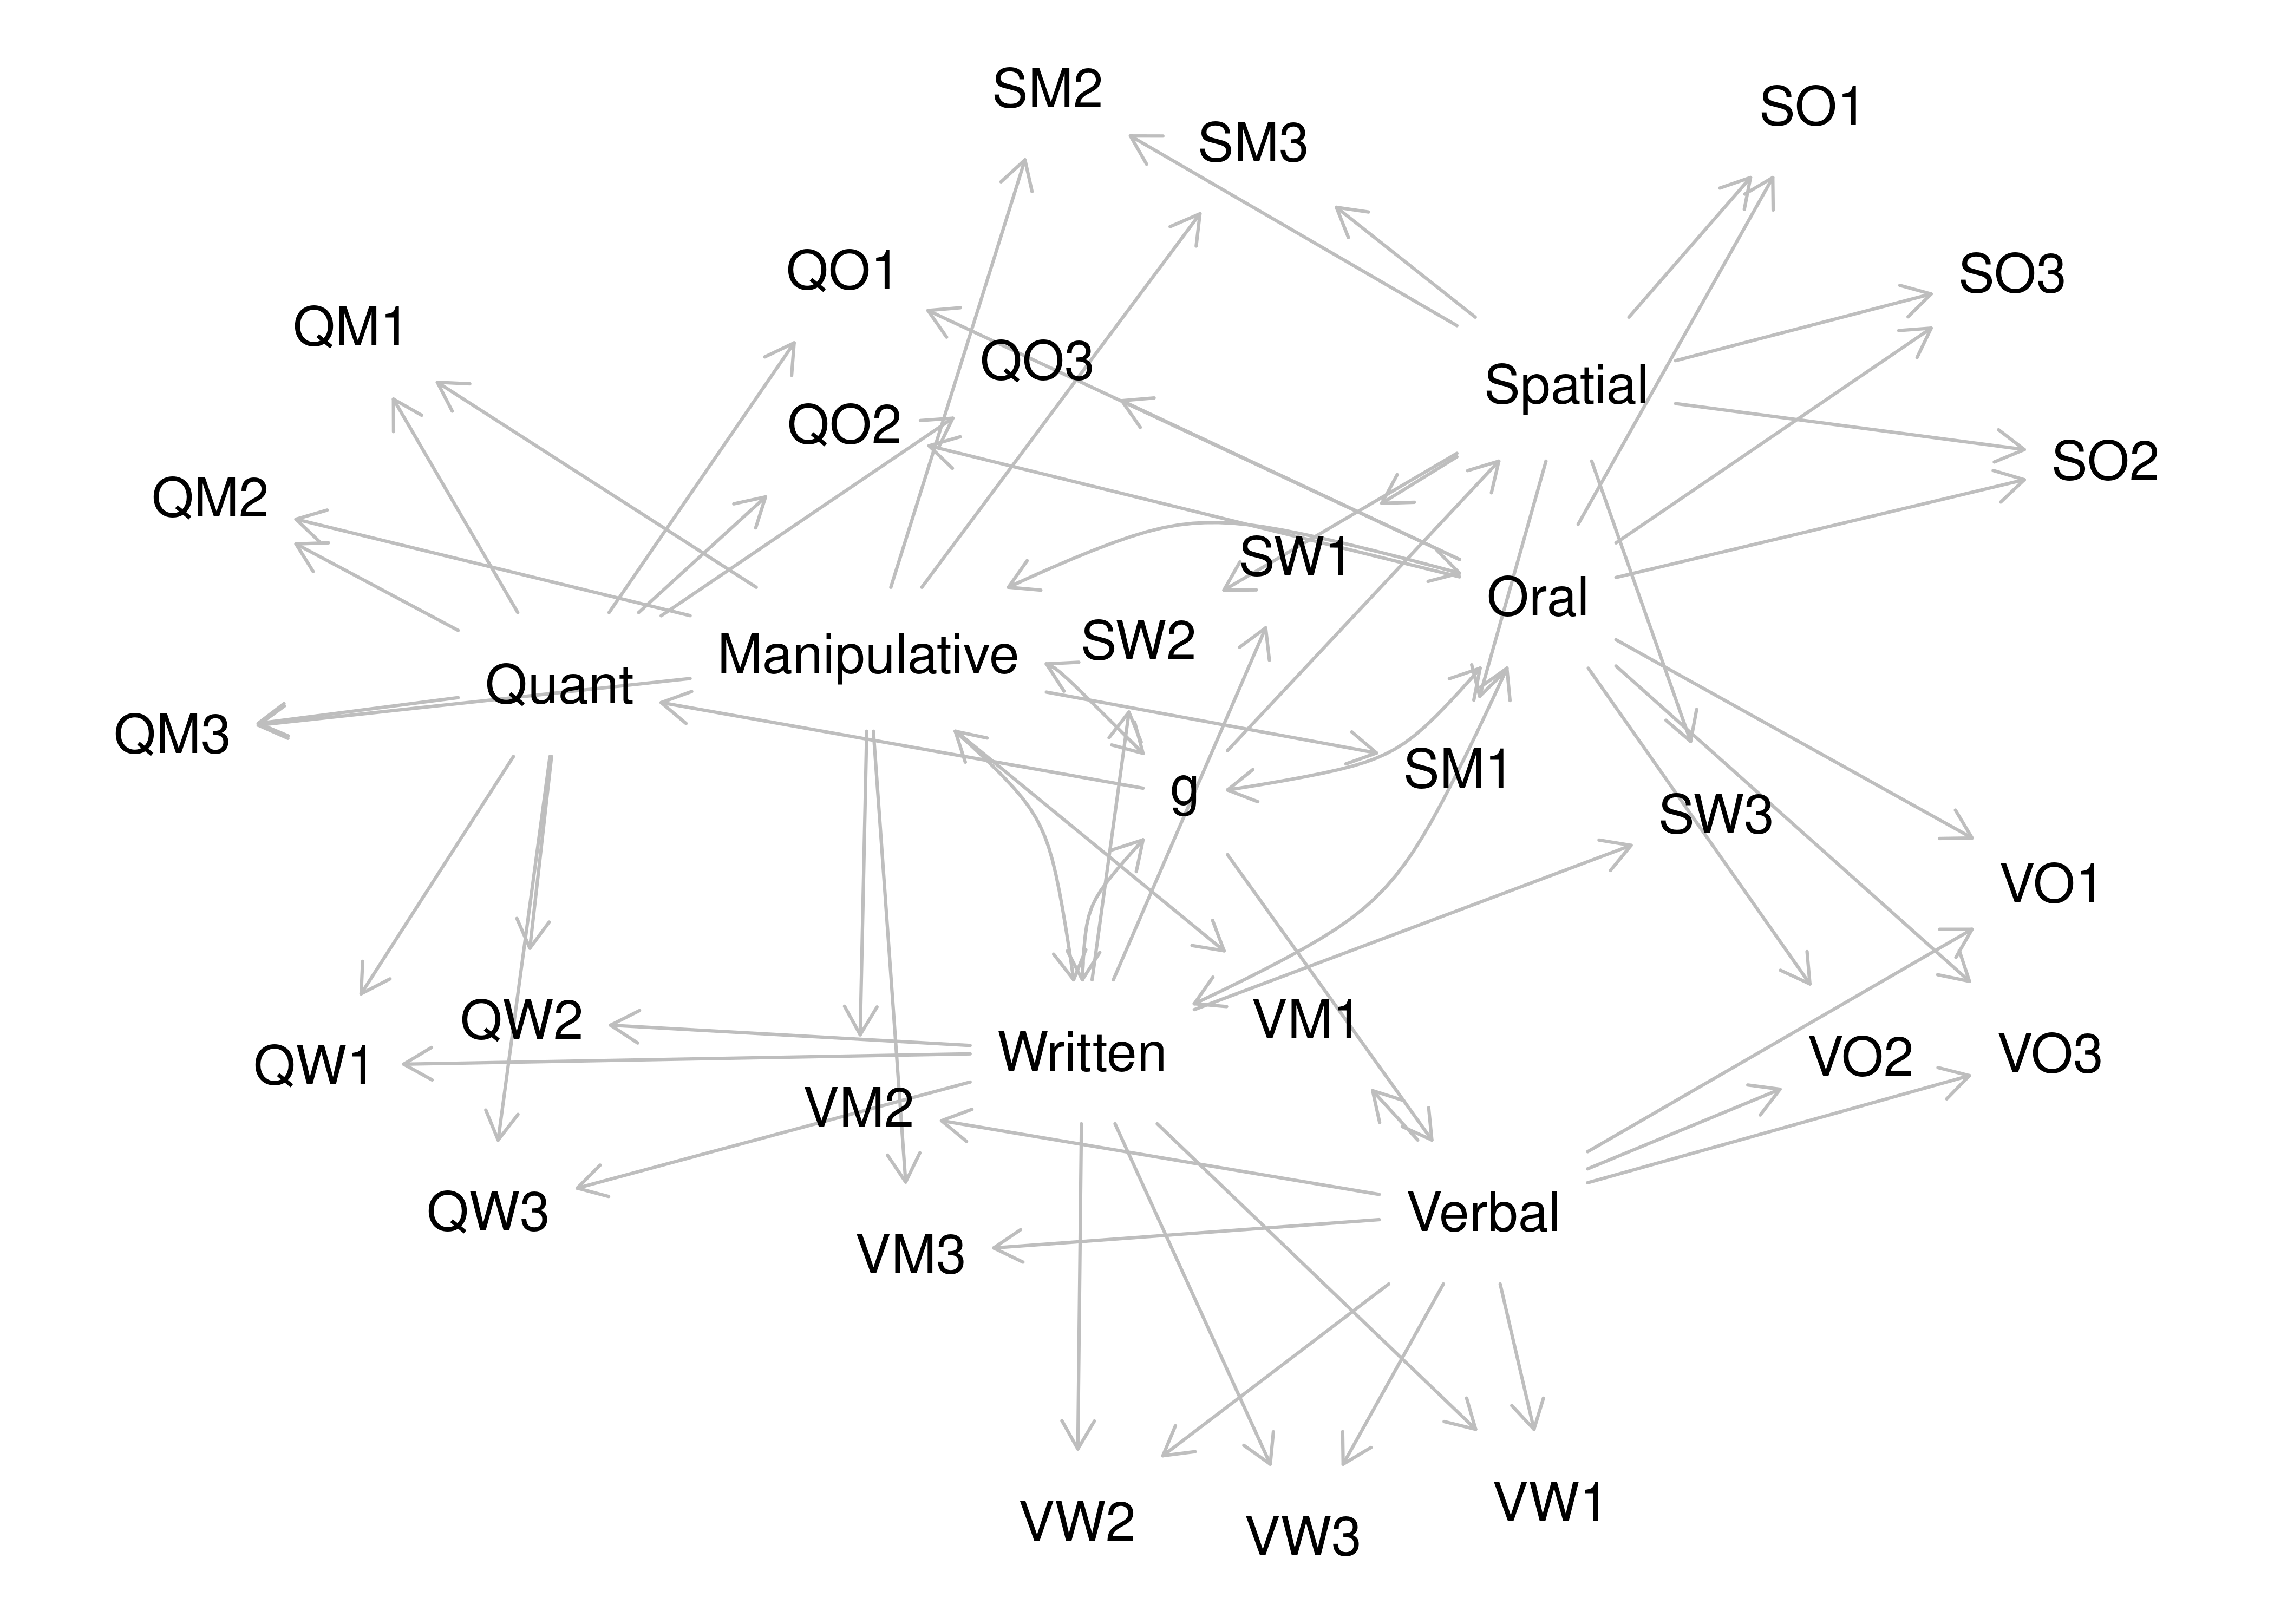 SM2
SO1
SM3
QO1
SO3
QM1
QO3
Spatial
QO2
SO2
QM2
SW1
Oral
SW2
Manipulative
Quant
QM3
SM1
g
SW3
VO1
QW2
VM1
Written
VO3
VO2
QW1
VM2
QW3
Verbal
VM3
VW1
VW2
VW3